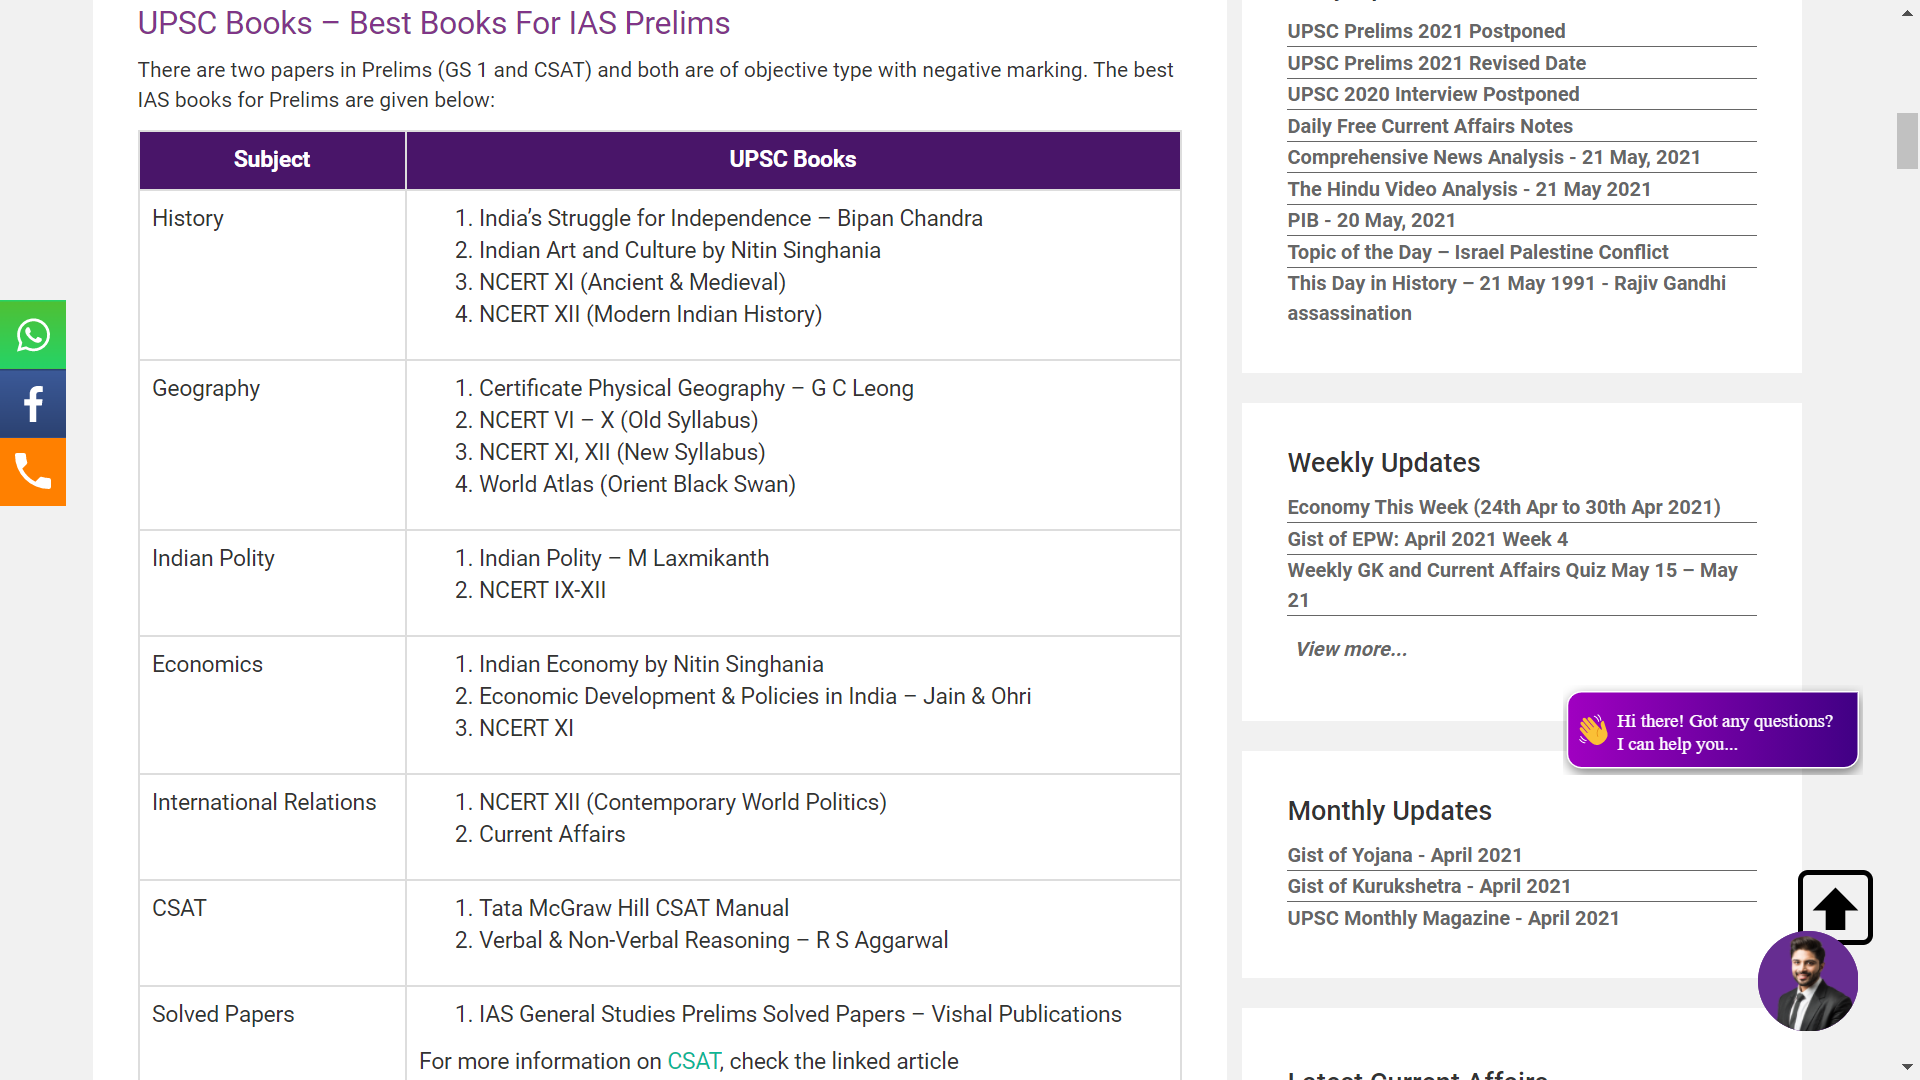 UPSC Books – Best Books For IAS Prelims
There are two papers in Prelims (GS 1 and CSAT) and both are of objective type with negative marking. The best
IAS books for Prelims are given below:
Subject
UPSC Books
History
1. India’s Struggle for Independence – Bipan Chandra
2. Indian Art and Culture by Nitin Singhania
3. NCERT XI (Ancient & Medieval)
4. NCERT XII (Modern Indian History)
Geography
1. Certificate Physical Geography – G C Leong
2. NCERT VI – X (Old Syllabus)
3. NCERT XI, XII (New Syllabus)
4. World Atlas (Orient Black Swan)
Indian Polity
1. Indian Polity – M Laxmikanth
2. NCERT IX-XII
Economics
1. Indian Economy by Nitin Singhania
2. Economic Development & Policies in India – Jain & Ohri
3. NCERT XI
International Relations
1. NCERT XII (Contemporary World Politics)
2. Current Affairs
CSAT
1. Tata McGraw Hill CSAT Manual
2. Verbal & Non-Verbal Reasoning – R S Aggarwal
Solved Papers
1. IAS General Studies Prelims Solved Papers – Vishal Publications
For more information on CSAT, check the linked article
UPSC Prelims 2021 Postponed
UPSC Prelims 2021 Revised Date
UPSC 2020 Interview Postponed
Daily Free Current Affairs Notes
Comprehensive News Analysis - 21 May, 2021
The Hindu Video Analysis - 21 May 2021
PIB - 20 May, 2021
Topic of the Day – Israel Palestine Conflict
This Day in History – 21 May 1991 - Rajiv Gandhi
assassination
Weekly Updates
Economy This Week (24th Apr to 30th Apr 2021)
Gist of EPW: April 2021 Week 4
Weekly GK and Current Affairs Quiz May 15 – May
21
View more...
Hi there! Got any questions?
I can help you...
Monthly Updates
Gist of Yojana - April 2021
Gist of Kurukshetra - April 2021
UPSC Monthly Magazine - April 2021
Latest Current Affairs